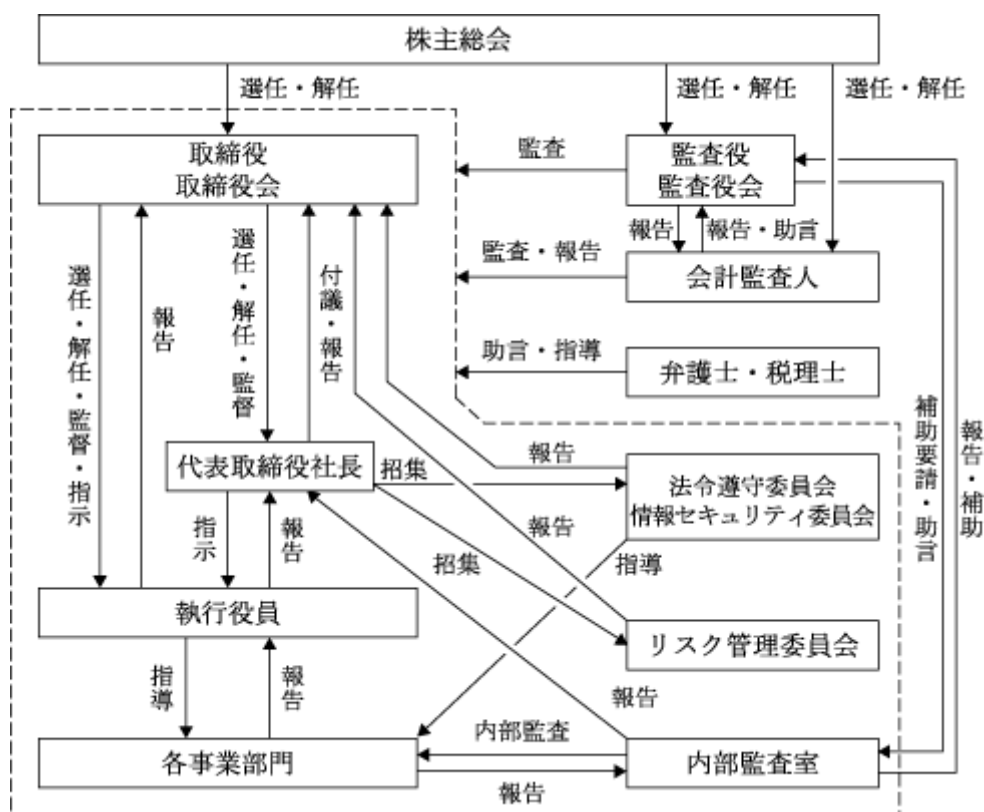 株主総会
選任・解任
選任・解任
選任・解任
取締役
取締役会
監査
監査役
監査役会
報告
報告・助言
監査・報告
会計監査人
選任・解任・監督・指示
報告
選任・解任・監督
付議・報告
助言・指導
弁護士・税理士
補助要請・助言
報告・補助
代表取締役社長
招集
報告
法令遵守委員会
情報セキュリティ委員会
指示
報告
招集
報告
指導
執行役員
リスク管理委員会
指導
報告
報告
内部監査
各事業部門
内部監査室
報告